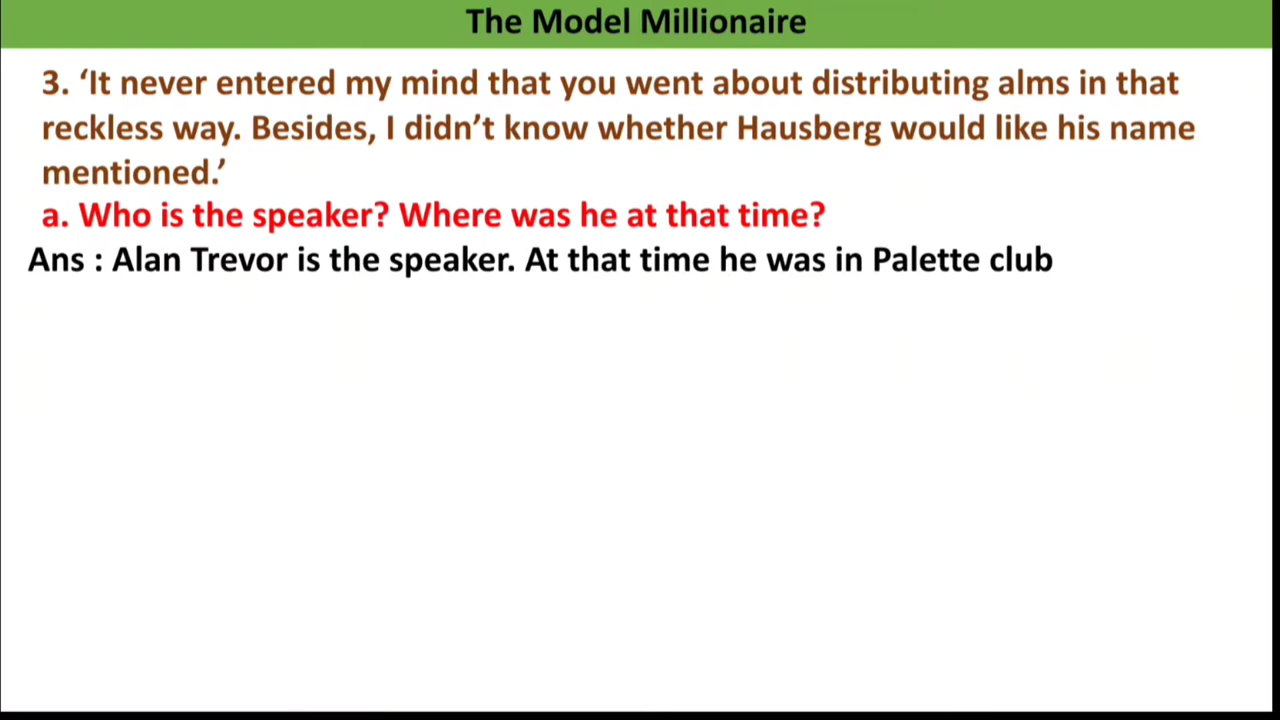 The Model Millionaire
3. ‘It never entered my mind that you went about distributing alms in that
reckless way. Besides, I didn’t know whether Hausberg would like his name
mentioned.’
a. Who is the speaker? Where was he at that time?
Ans : Alan Trevor is the speaker. At that time he was in Palette club